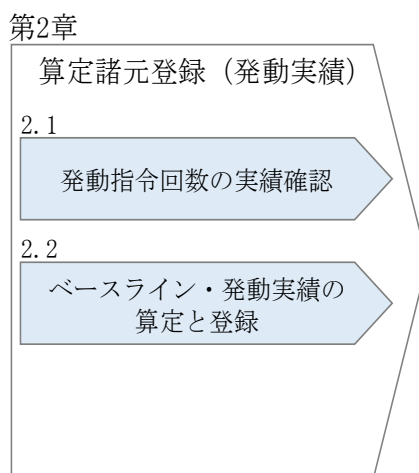 第2章
算定諸元登録（発動実績）
2.1
発動指令回数の実績確認
2.2
ベースライン・発動実績の
算定と登録